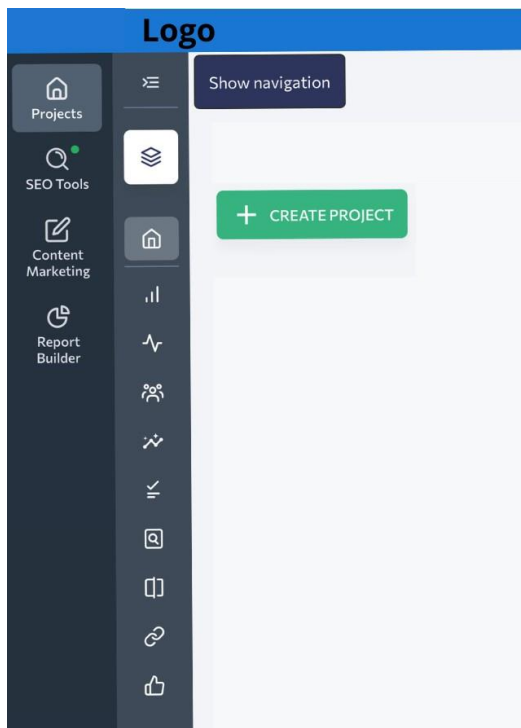 Logo
Show navigation
Projects
SEO Tools
CREATE PROJECT
Content
Marketing
Report
Builder